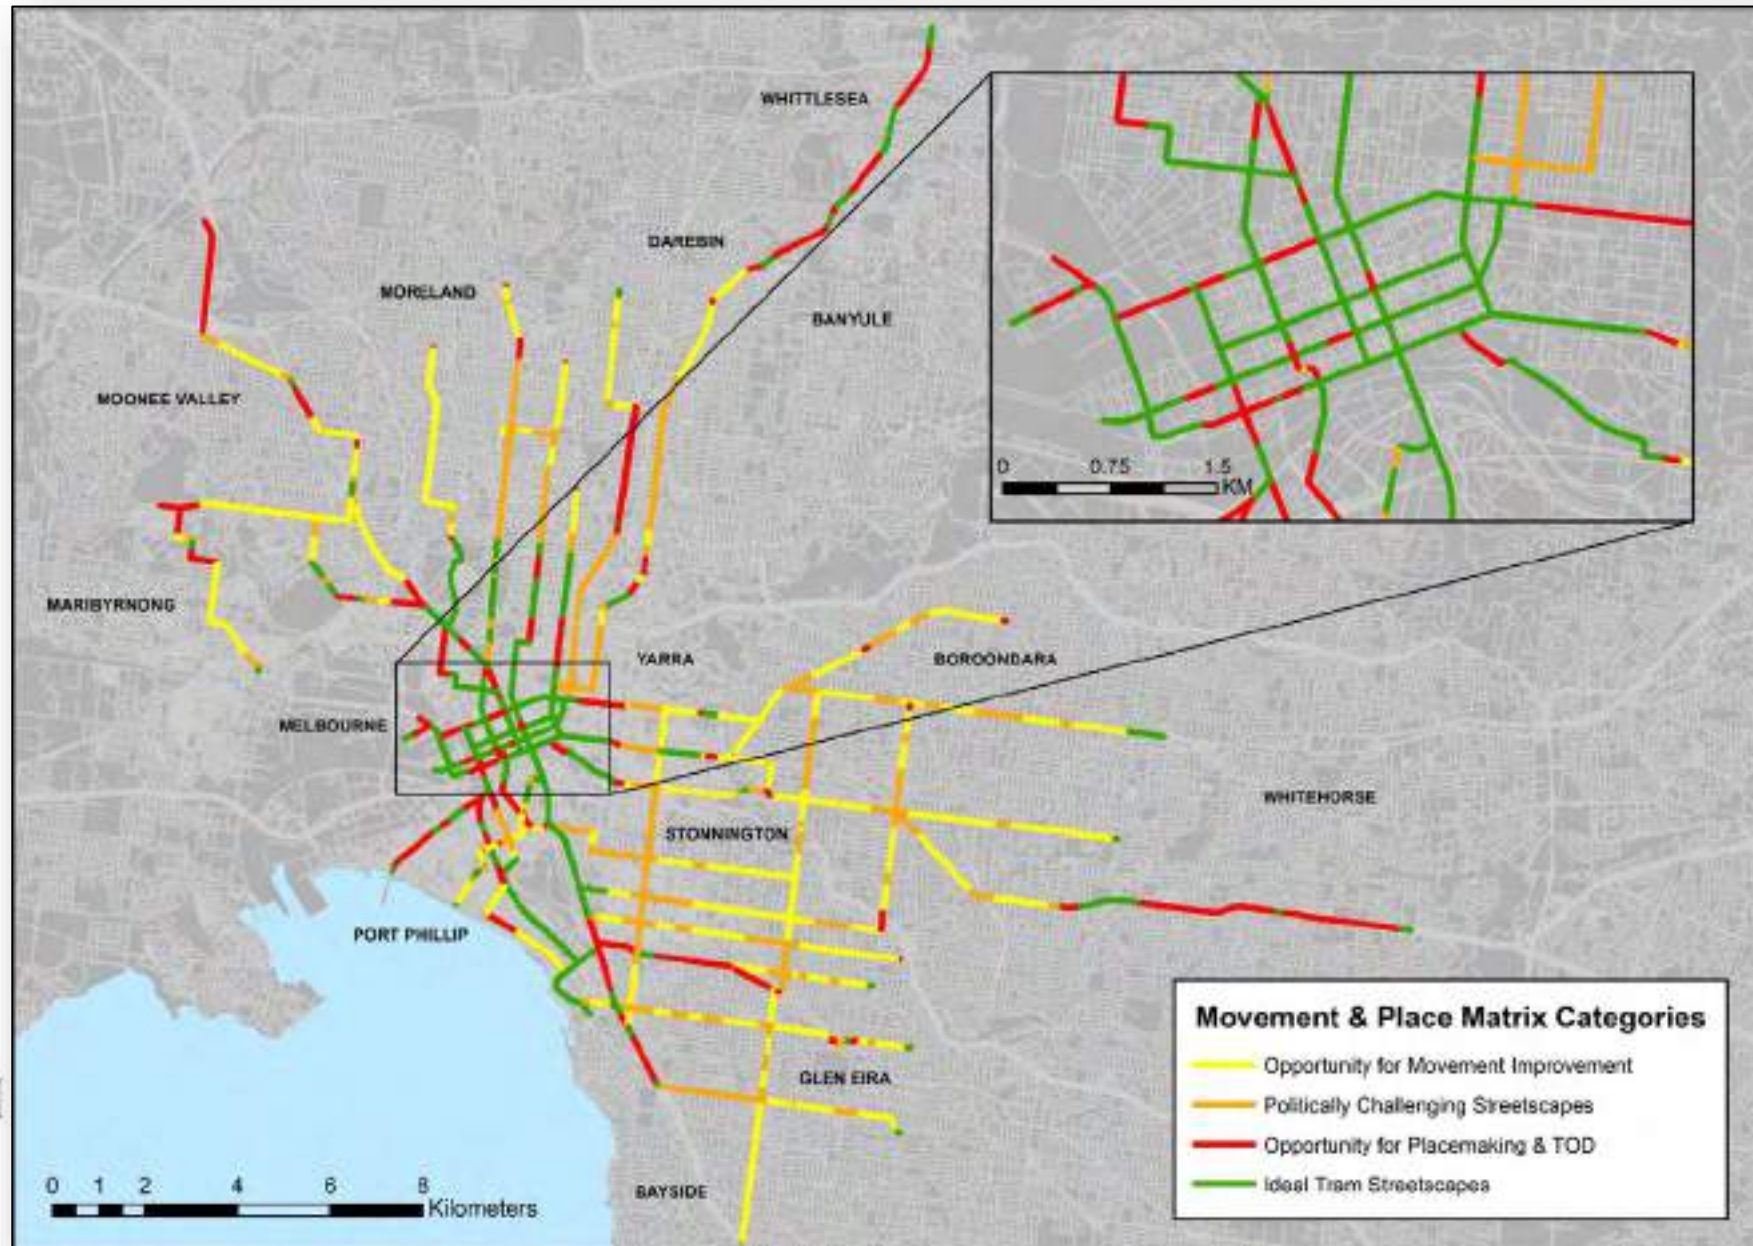 WHITTLESEA
DAREBIN
MORELAND
BANYULE
MOONEE VALLEY
MARIBYRNONG
YARRA
BOROONDARA
MELBOURNE
WHITEHORSE
STONNINGTON
PORT PHILLIP
GLEN EIRA
BAYSIDE
0 0.75 1.5
KM
Movement & Place Matrix Categories
Opportunity for Movement Improvement
Politically Challenging Streetscapes
Opportunity for Placemaking & TOD
Ideal Tram Streetscapes
0 1 2 4 6 8
Kilometers